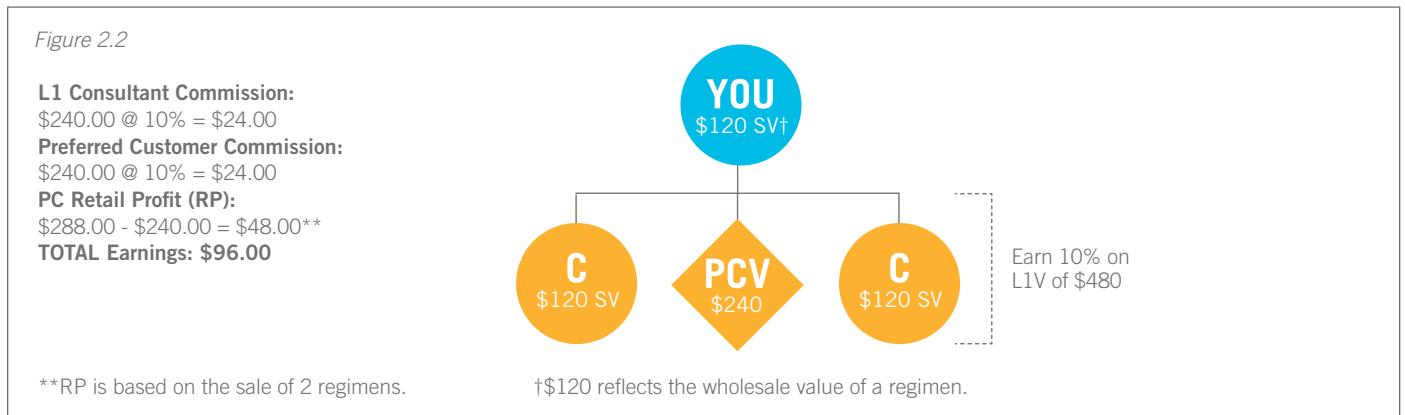 Figure 2.2
L1 Consultant Commission:
$240.00 @ 10% = $24.00
Preferred Customer Commission:
$240.00 @ 10% = $24.00
PC Retail Profit (RP):
$288.00 - $240.00 = $48.00**
TOTAL Earnings: $96.00
YOU
$120 SV†
C
$120 SV
PCV
$240
C
$120 SV
Earn 10% on
L1V of $480
**RP is based on the sale of 2 regimens.
†$120 reflects the wholesale value of a regimen.